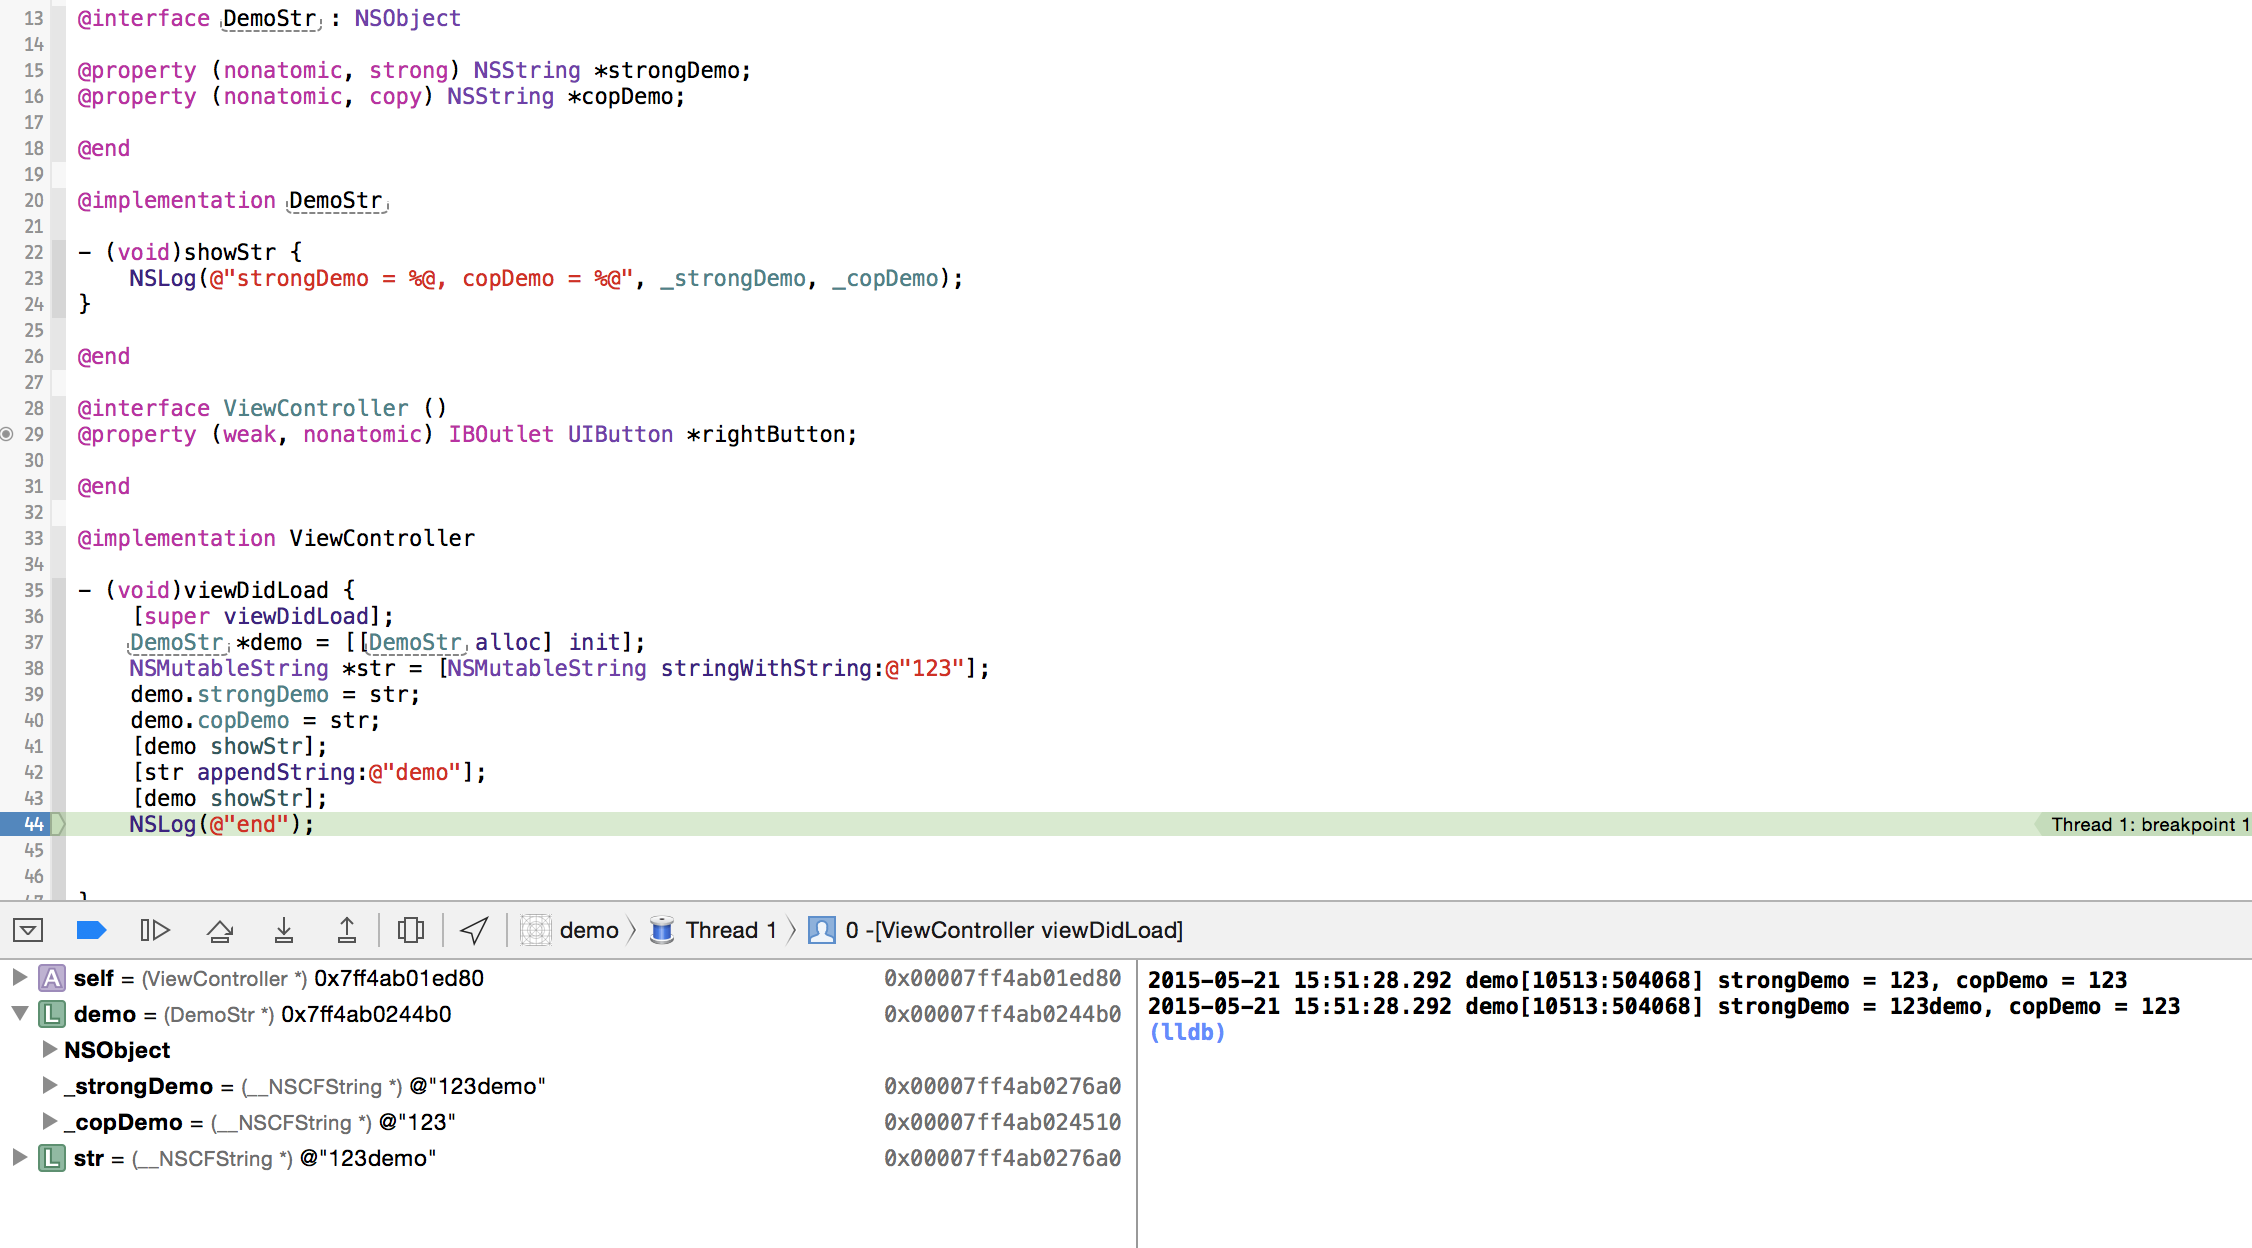 13 @interface DemoStr : NSObject
14
15 @property (nonatomic, strong) NSString *strongDemo;
16 @property (nonatomic, copy) NSString *copDemo;
17
18 @end
19
20 @implementation DemoStr
21
22 - (void)showStr {
23 NSLog(@"strongDemo = %@, copDemo = %@", _strongDemo, _copDemo);
24 }
25
26 @end
27
28 @interface ViewController ()
29 @property (weak, nonatomic) IBOutlet UIButton *rightButton;
30
31 @end
32
33 @implementation ViewController
34
35 - (void)viewDidLoad {
36 [super viewDidLoad];
37 DemoStr *demo = [[DemoStr alloc] init];
38 NSMutableString *str = [NSMutableString stringWithString:@"123"];
39 demo.strongDemo = str;
40 demo.copDemo = str;
41 [demo showStr];
42 [str appendString:@"demo"];
43 [demo showStr];
44 NSLog(@"end"); Thread 1: breakpoint 1
45
46
demo Thread 1 0 -[ViewController viewDidLoad]
A self = (ViewController *) 0x7ff4ab01ed80 0x00007ff4ab01ed80
L demo = (DemoStr *) 0x7ff4ab0244b0 0x00007ff4ab0244b0
NSObject
_strongDemo = (__NSCFString *) @"123demo" 0x00007ff4ab0276a0
_copDemo = (__NSCFString *) @"123" 0x00007ff4ab024510
L str = (__NSCFString *) @"123demo" 0x00007ff4ab0276a0
2015-05-21 15:51:28.292 demo[10513:504068] strongDemo = 123, copDemo = 123
2015-05-21 15:51:28.292 demo[10513:504068] strongDemo = 123demo, copDemo = 123
(lldb)